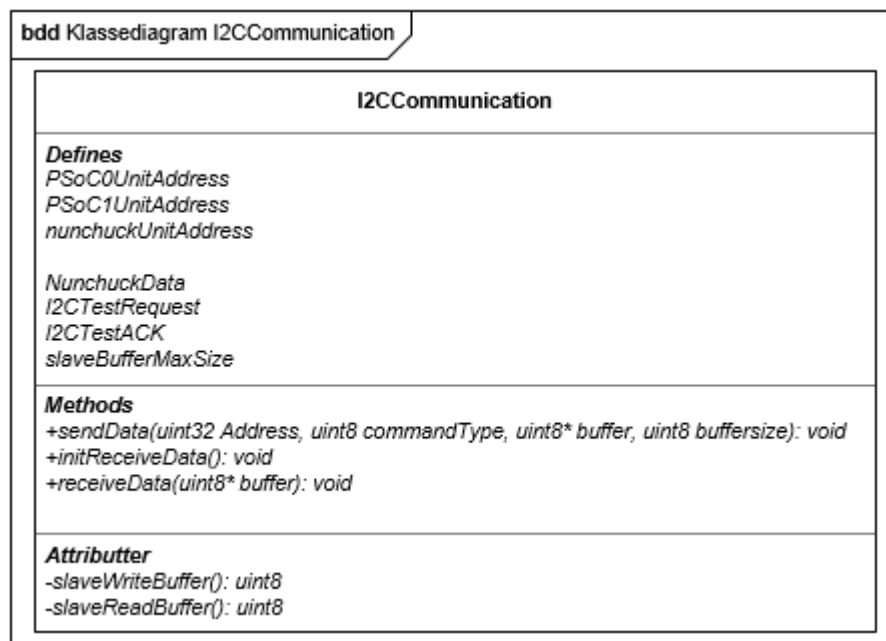 bdd Klassediagram I2CCommunication
I2CCommunication
Defines
PSoC0UnitAddress
PSoC1UnitAddress
nunchuckUnitAddress
NunchuckData
I2CTestRequest
I2CTestACK
slaveBufferMaxSize
Methods
+sendData(uint32 Address, uint8 commandType, uint8* buffer, uint8 buffersize): void
+initReceiveData(): void
+receiveData(uint8* buffer): void
Attributter
-slaveWriteBuffer(): uint8
-slaveReadBuffer(): uint8